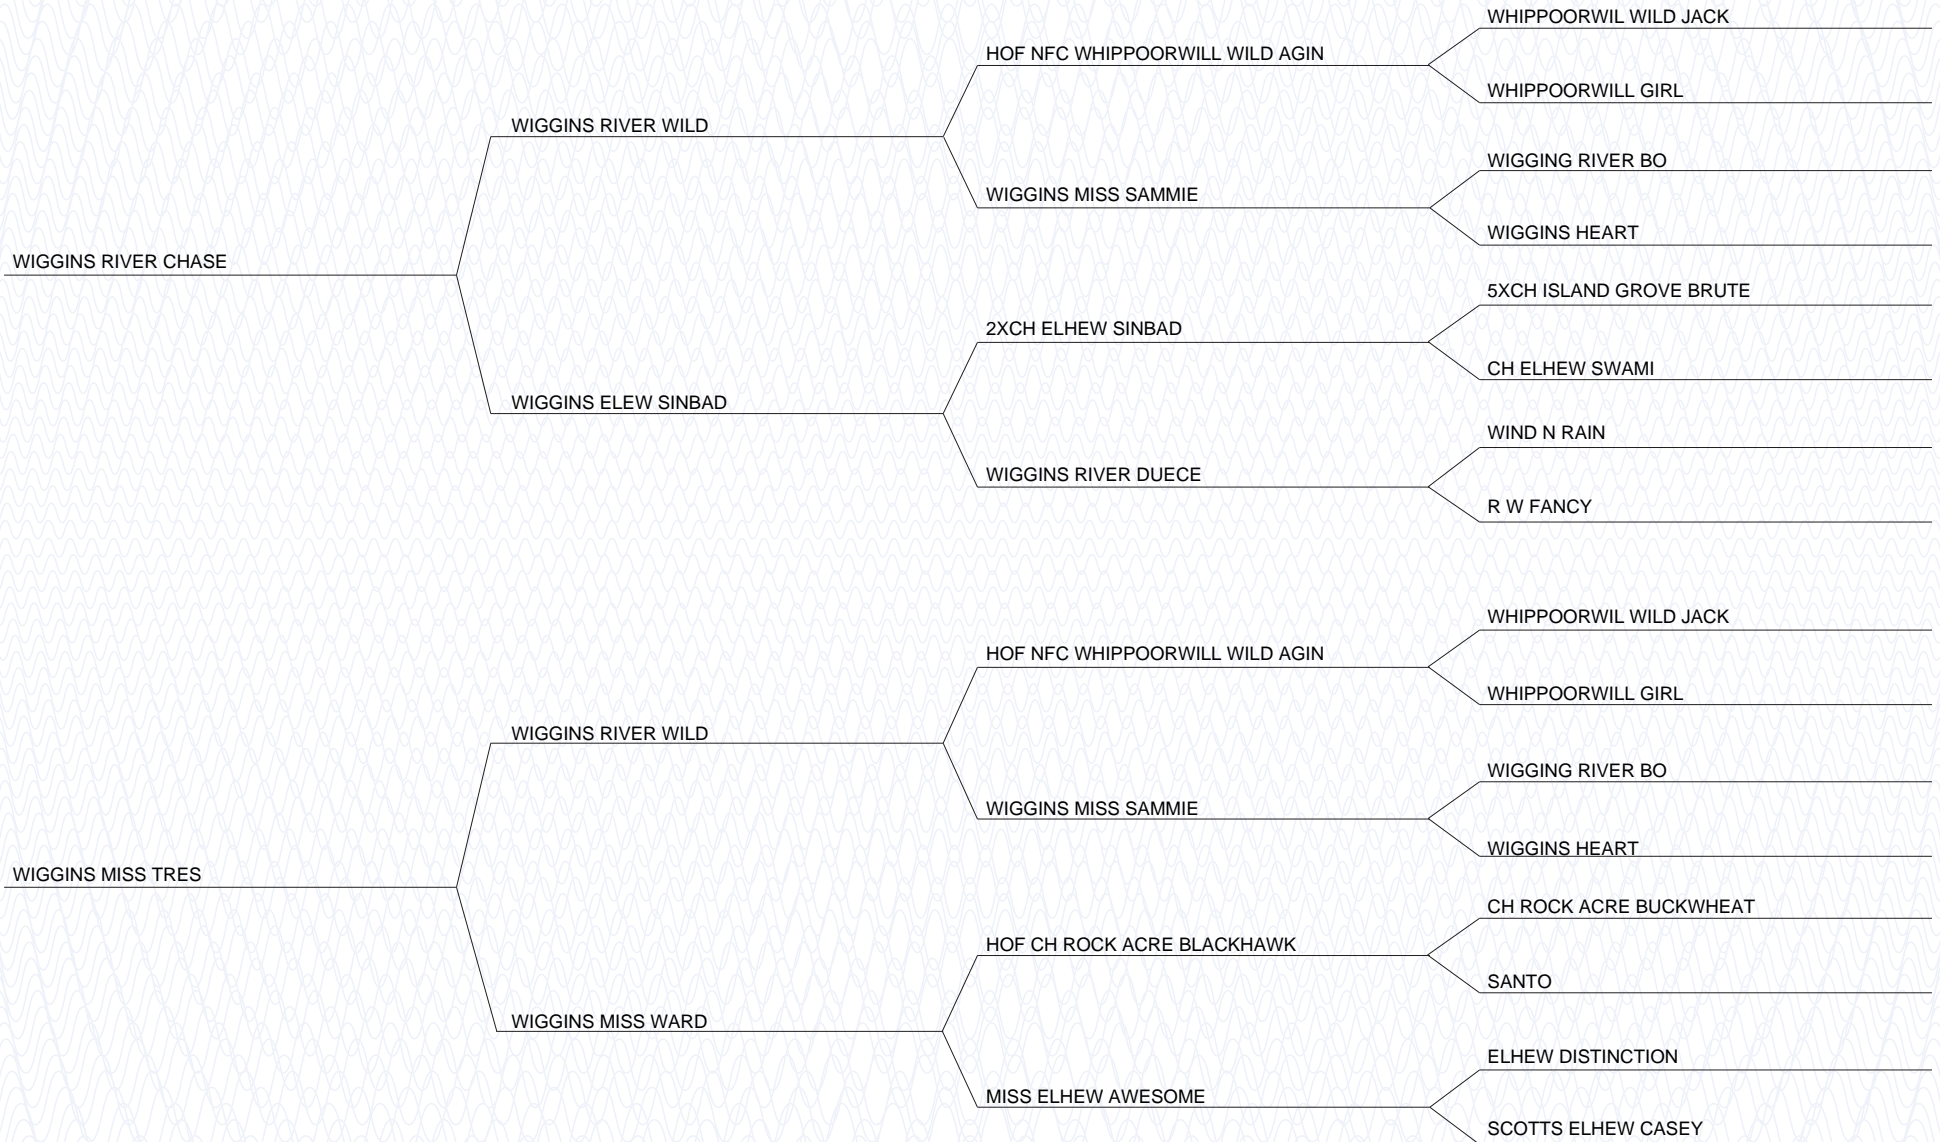 WHIPPOORWIL WILD JACK
HOF NFC WHIPPOORWILL WILD AGIN
WHIPPOORWILL GIRL
WIGGINS RIVER WILD
WIGGING RIVER BO
WIGGINS MISS SAMMIE
WIGGINS HEART
WIGGINS RIVER CHASE
5XCH ISLAND GROVE BRUTE
2XCH ELHEW SINBAD
CH ELHEW SWAMI
WIGGINS ELEW SINBAD
WIND N RAIN
WIGGINS RIVER DUECE
R W FANCY
WHIPPOORWIL WILD JACK
HOF NFC WHIPPOORWILL WILD AGIN
WHIPPOORWILL GIRL
WIGGINS RIVER WILD
WIGGING RIVER BO
WIGGINS MISS SAMMIE
WIGGINS HEART
WIGGINS MISS TRES
CH ROCK ACRE BUCKWHEAT
HOF CH ROCK ACRE BLACKHAWK
SANTO
WIGGINS MISS WARD
ELHEW DISTINCTION
MISS ELHEW AWESOME
SCOTTS ELHEW CASEY